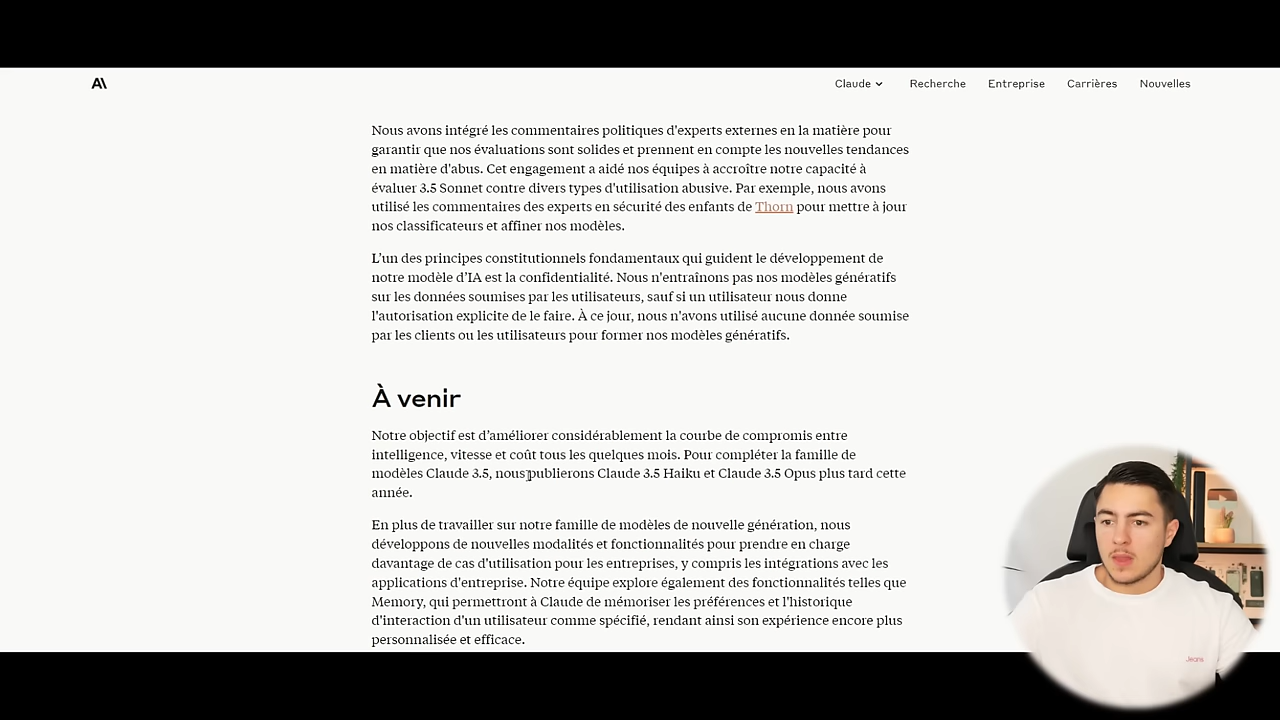 A\
Claude Recherche Entreprise Carrières Nouvelles
Nous avons intégré les commentaires politiques d'experts externes en la matière pour
garantir que nos évaluations sont solides et prennent en compte les nouvelles tendances
en matière d'abus. Cet engagement a aidé nos équipes à accroître notre capacité à
évaluer 3.5 Sonnet contre divers types d'utilisation abusive. Par exemple, nous avons
utilisé les commentaires des experts en sécurité des enfants de Thorn pour mettre à jour
nos classificateurs et affiner nos modèles.
L’un des principes constitutionnels fondamentaux qui guident le développement de
notre modèle d’IA est la confidentialité. Nous n'entraînons pas nos modèles génératifs
sur les données soumises par les utilisateurs, sauf si un utilisateur nous donne
l'autorisation explicite de le faire. À ce jour, nous n'avons utilisé aucune donnée soumise
par les clients ou les utilisateurs pour former nos modèles génératifs.
À venir
Notre objectif est d’améliorer considérablement la courbe de compromis entre
intelligence, vitesse et coût tous les quelques mois. Pour compléter la famille de
modèles Claude 3.5, nous publierons Claude 3.5 Haiku et Claude 3.5 Opus plus tard cette
année.
En plus de travailler sur notre famille de modèles de nouvelle génération, nous
développons de nouvelles modalités et fonctionnalités pour prendre en charge
davantage de cas d'utilisation pour les entreprises, y compris les intégrations avec les
applications d'entreprise. Notre équipe explore également des fonctionnalités telles que
Memory, qui permettront à Claude de mémoriser les préférences et l'historique
d'interaction d'un utilisateur comme spécifié, rendant ainsi son expérience encore plus
personnalisée et efficace.
Jeans